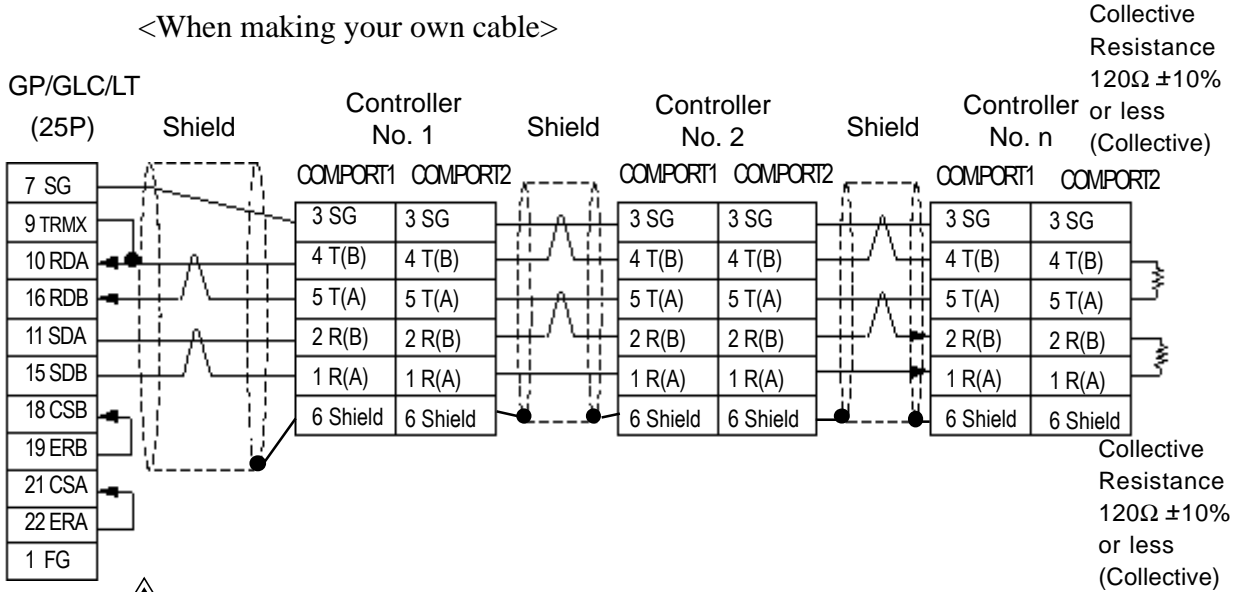 <When making your own cable>
Collective
Resistance
120Ω ±10%
or less
(Collective)
GP/GLC/LT
(25P)
Shield
Controller
No. 1
Shield
Controller
No. 2
Shield
Controller
No. n
COMPORT1 COMPORT2
COMPORT1 COMPORT2
COMPORT1 COMPORT2
7 SG
9 TRMX
10 RDA
16 RDB
11 SDA
15 SDB
18 CSB
19 ERB
21 CSA
22 ERA
1 FG
3 SG 3 SG
4 T(B) 4 T(B)
5 T(A) 5 T(A)
2 R(B) 2 R(B)
1 R(A) 1 R(A)
6 Shield 6 Shield
3 SG 3 SG
4 T(B) 4 T(B)
5 T(A) 5 T(A)
2 R(B) 2 R(B)
1 R(A) 1 R(A)
6 Shield 6 Shield
3 SG 3 SG
4 T(B) 4 T(B)
5 T(A) 5 T(A)
2 R(B) 2 R(B)
1 R(A) 1 R(A)
6 Shield 6 Shield
Collective
Resistance
120Ω ±10%
or less
(Collective)